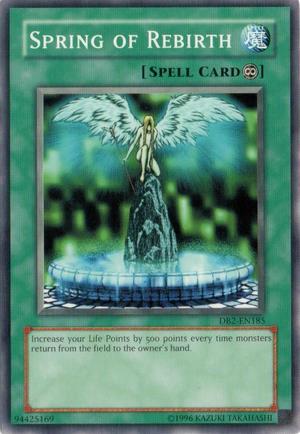 Spring of Rebirth
魔
[Spell Card]
DB2-EN185
Increase your Life Points by 500 points every time monsters
return from the field to the owner's hand.
94425169
©1996 KAZUKI TAKAHASHI